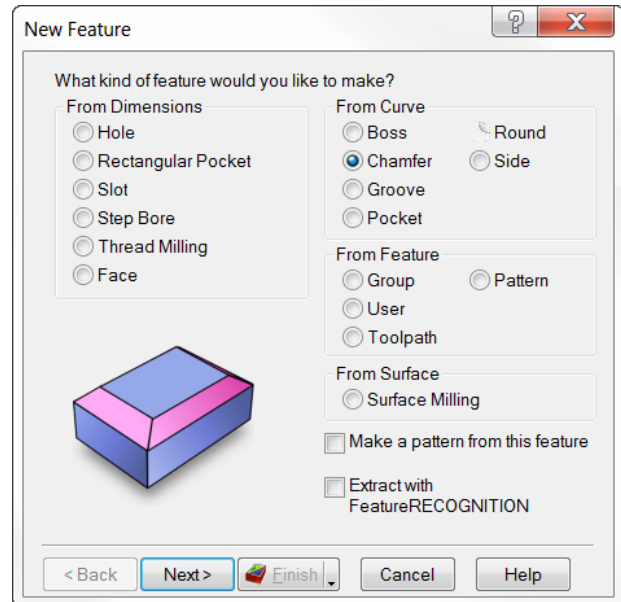 New Feature
What kind of feature would you like to make?
From Dimensions
Hole
Rectangular Pocket
Slot
Step Bore
Thread Milling
Face
From Curve
Boss
Round
Chamfer
Side
Groove
Pocket
From Feature
Group
Pattern
User
Toolpath
From Surface
Surface Milling
Make a pattern from this feature
Extract with
FeatureRECOGNITION
< Back
Next >
Finish
Cancel
Help